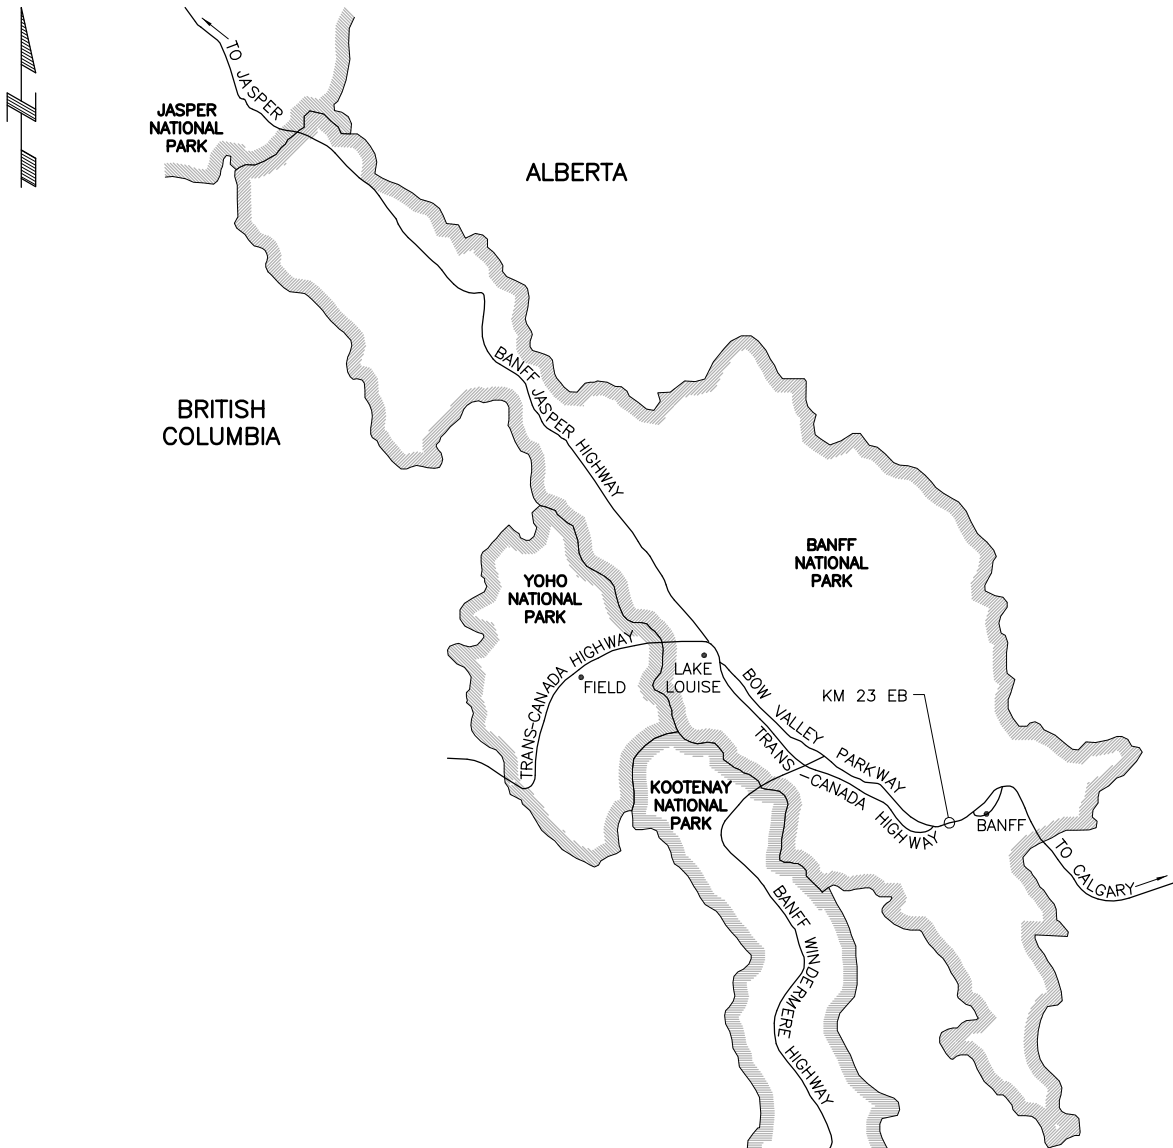 TO JASPER
N
JASPER
NATIONAL
PARK
ALBERTA
BANFF JASPER HIGHWAY
BRITISH
COLUMBIA
BANFF
NATIONAL
PARK
YOHO
NATIONAL
PARK
TRANS-CANADA HIGHWAY
LAKE
LOUISE
FIELD
KM 23 EB
BOW VALLEY PARKWAY
TRANS-CANADA HIGHWAY
KOOTENAY
NATIONAL
PARK
BANFF
TO CALGARY
BANFF WINDERMERE HIGHWAY